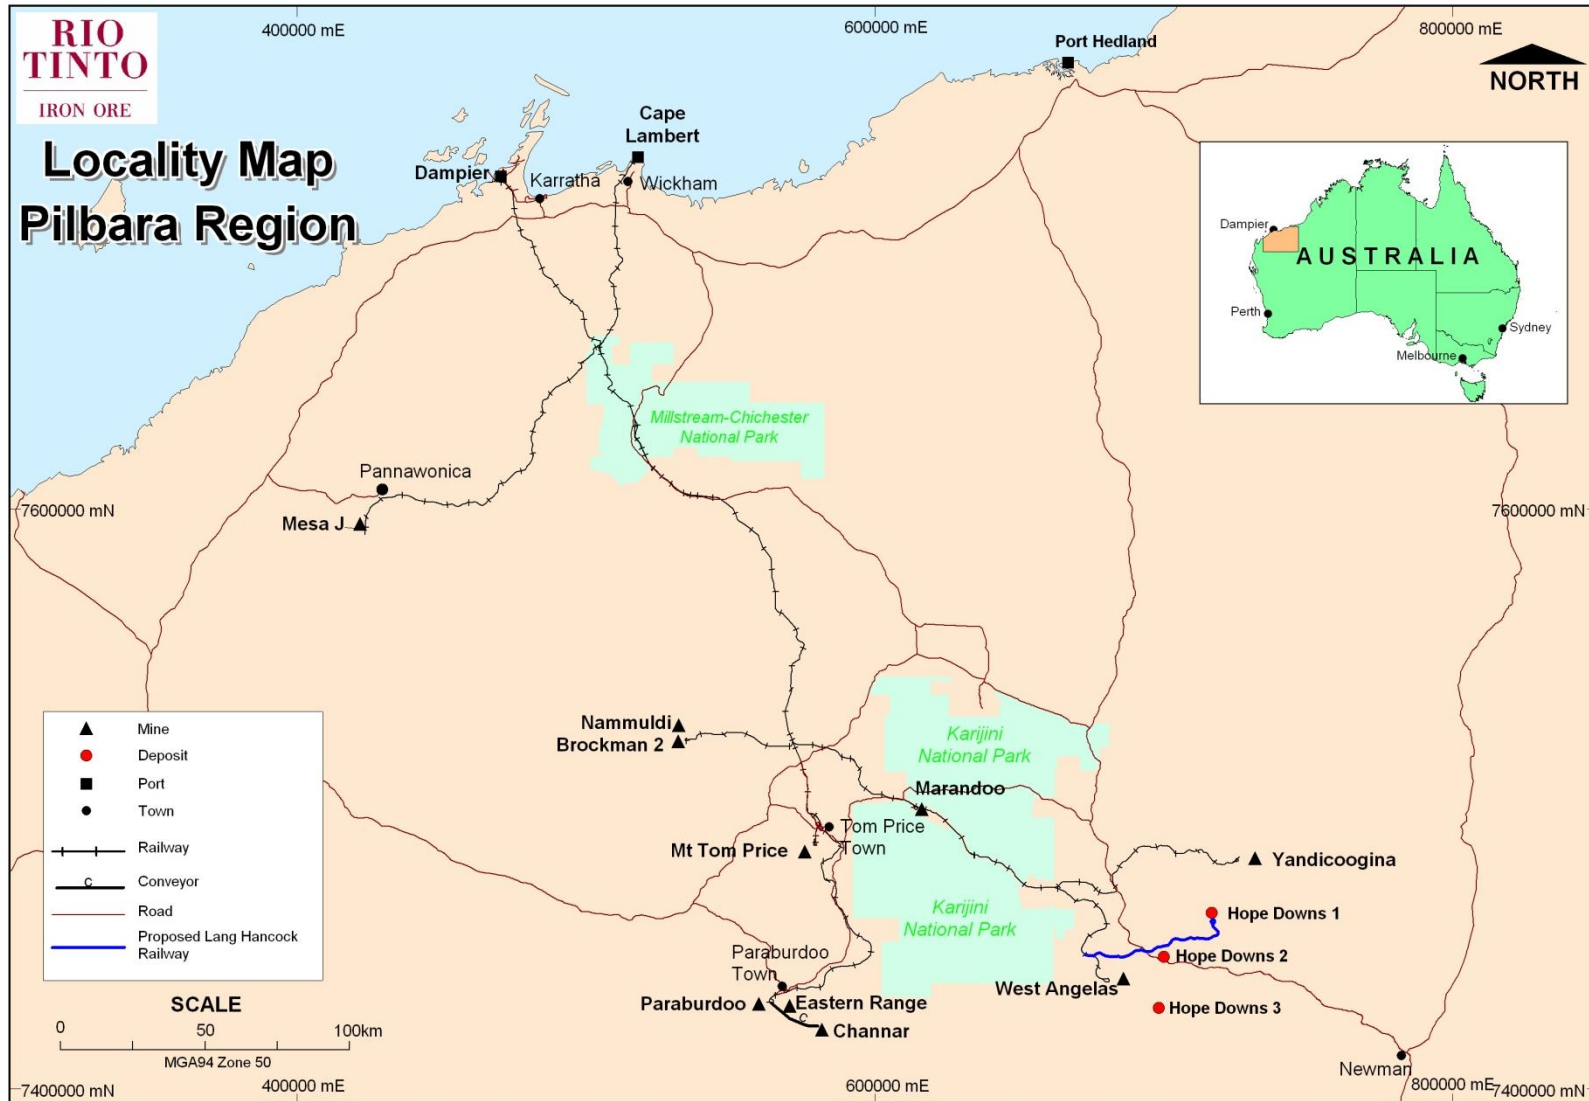 400000 mE
600000 mE
800000 mE
RIO
TINTO
IRON ORE
Locality Map
Pilbara Region
Port Hedland
NORTH
Cape
Lambert
Dampier
Karratha
Wickham
Dampier
AUSTRALIA
Perth
Sydney
Melbourne
Millstream-Chichester
National Park
Pannawonica
7600000 mN
7600000 mN
Mesa J
Nammuldi
Brockman 2
Karijini
National Park
Marandoo
Tom Price
Town
Mt Tom Price
Yandicoogina
Karijini
National Park
Hope Downs 1
Hope Downs 2
Paraburdoo
Town
West Angelas
Paraburdoo
Eastern Range
C
Channar
Hope Downs 3
Newman
Mine
Deposit
Port
Town
Railway
C
Conveyor
Road
Proposed Lang Hancock
Railway
SCALE
0 50 100km
MGA94 Zone 50
7400000 mN
400000 mE
600000 mE
800000 mE
7400000 mN